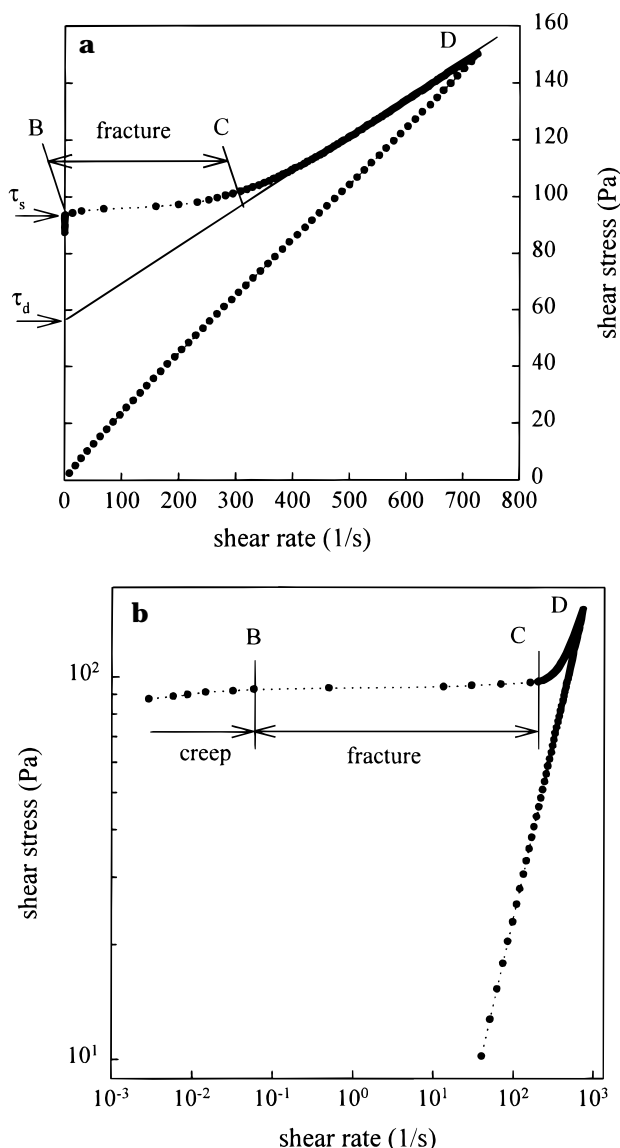 a
D
160
140
120
100
80
60
40
20
0
shear stress (Pa)
B
fracture
C
τs
τd
0 100 200 300 400 500 600 700 800
shear rate (1/s)
b
D
B
C
10²
creep
fracture
10¹
shear stress (Pa)
10⁻³ 10⁻² 10⁻¹ 10⁰ 10¹ 10² 10³
shear rate (1/s)